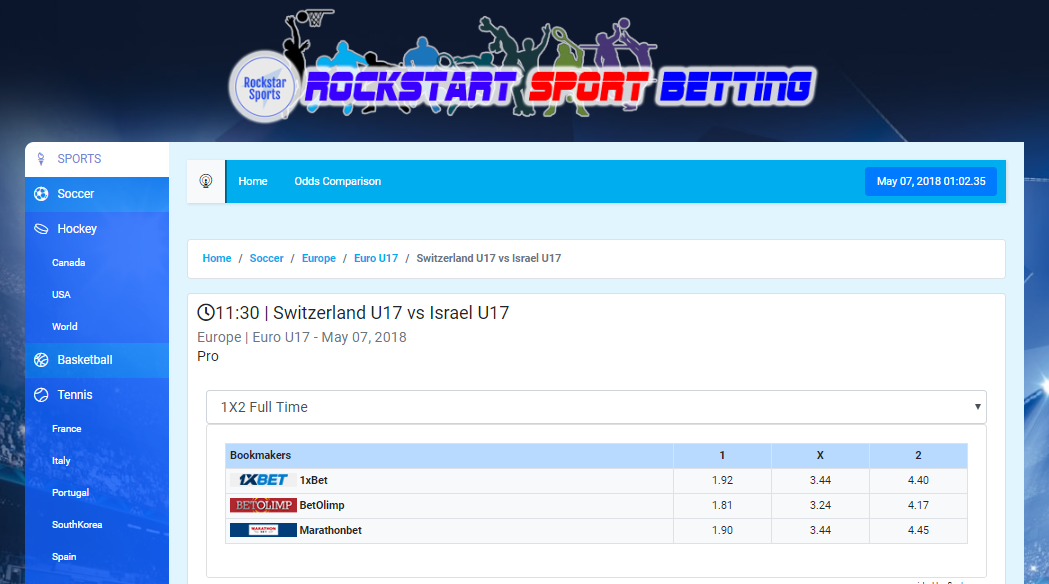 Rockstar
Sports
ROCKSTART SPORT BETTING
SPORTS
Soccer
Hockey
Canada
USA
World
Basketball
Tennis
France
Italy
Portugal
SouthKorea
Spain
Home Odds Comparison May 07, 2018 01:02.35
Home / Soccer / Europe / Euro U17 / Switzerland U17 vs Israel U17
11:30 | Switzerland U17 vs Israel U17
Europe | Euro U17 - May 07, 2018
Pro
1X2 Full Time
Bookmakers 1 X 2
1XBET 1xBet 1.92 3.44 4.40
BETOLIMP BetOlimp 1.81 3.24 4.17
MARATHON Marathonbet 1.90 3.44 4.45